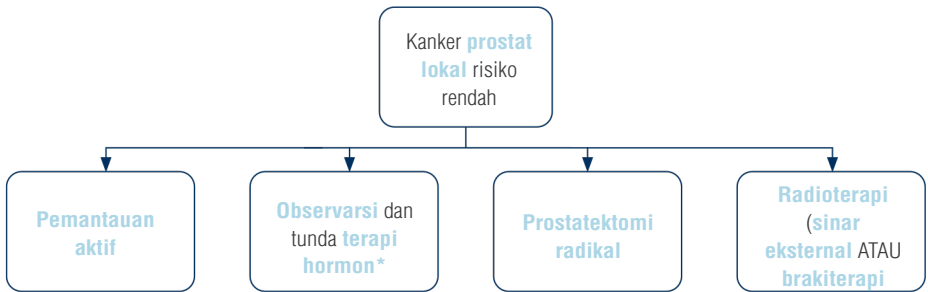 Kanker prostat
lokal risiko
rendah
Pemantauan
aktif
Observarsi dan
tunda terapi
hormon*
Prostatektomi
radikal
Radioterapi
(sinar
eksternal ATAU
brakiterapi